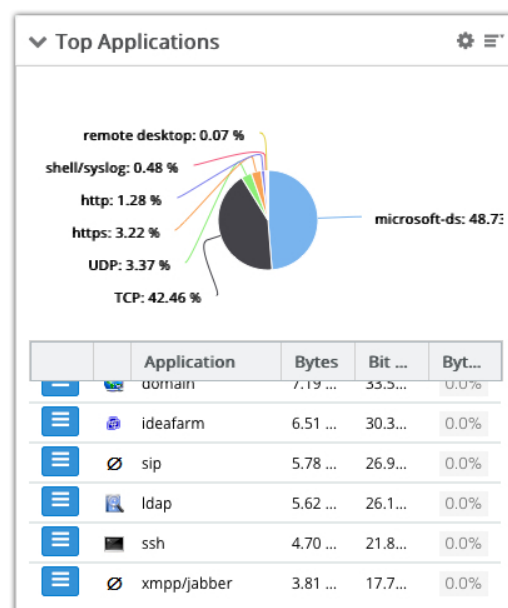 Top Applications
remote desktop: 0.07 %
shell/syslog: 0.48 %
http: 1.28 %
microsoft-ds: 48.73
https: 3.22 %
UDP: 3.37 %
TCP: 42.46 %
Application Bytes Bit ... Byt...
domain 7.19 ... 33.5... 0.0%
ideafarm 6.51 ... 30.3... 0.0%
sip 5.78 ... 26.9... 0.0%
ldap 5.62 ... 26.1... 0.0%
ssh 4.70 ... 21.8... 0.0%
xmpp/jabber 3.81 ... 17.7... 0.0%